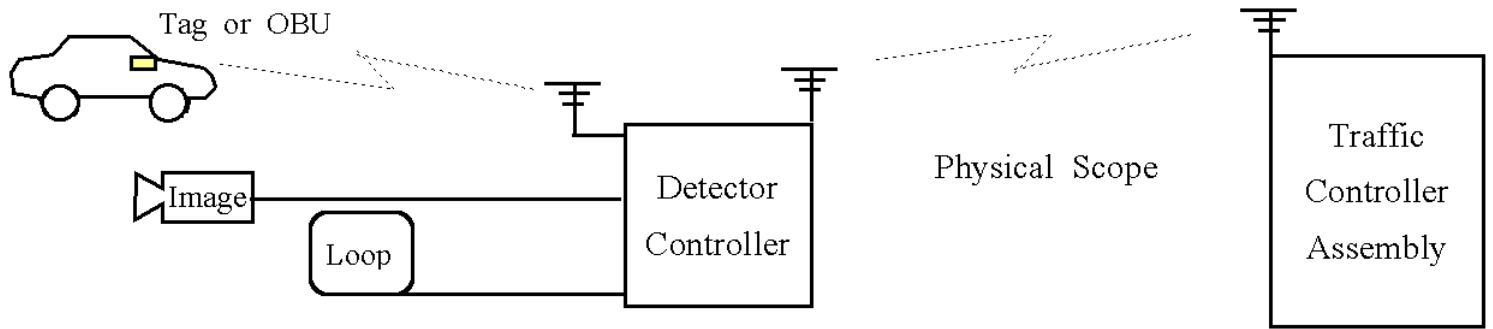 Tag or OBU
Image
Loop
Detector
Controller
Physical Scope
Traffic
Controller
Assembly